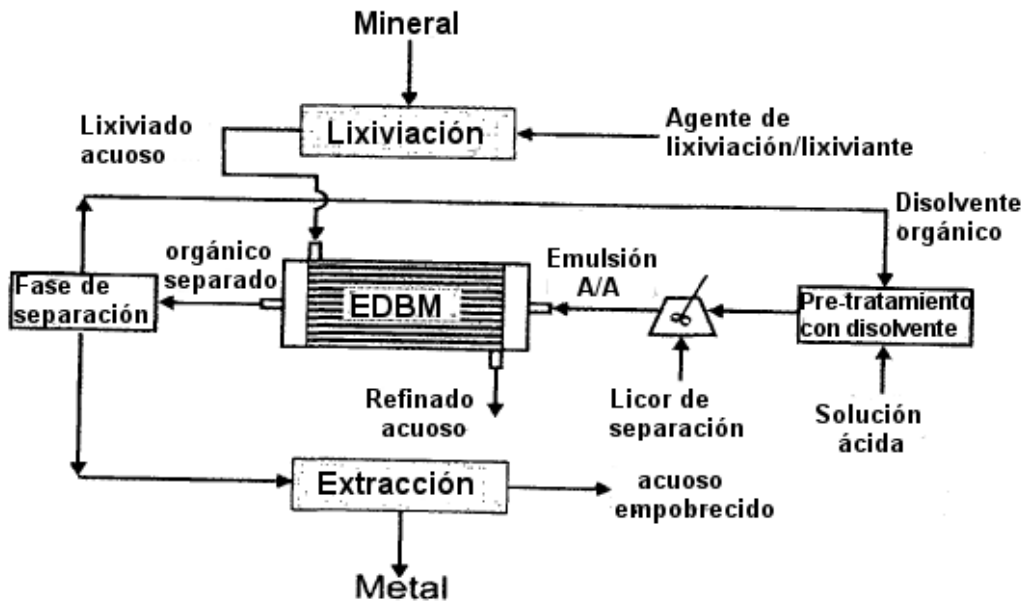 Mineral
Lixiviado
acuoso
Lixiviación
Agente de
lixiviación/lixiviante
Disolvente
orgánico
orgánico
separado
Emulsión
A/A
Fase de
separación
EDBM
Pre-tratamiento
con disolvente
Refinado
acuoso
Licor de
separación
Solución
ácida
Extracción
acuoso
empobrecido
Metal